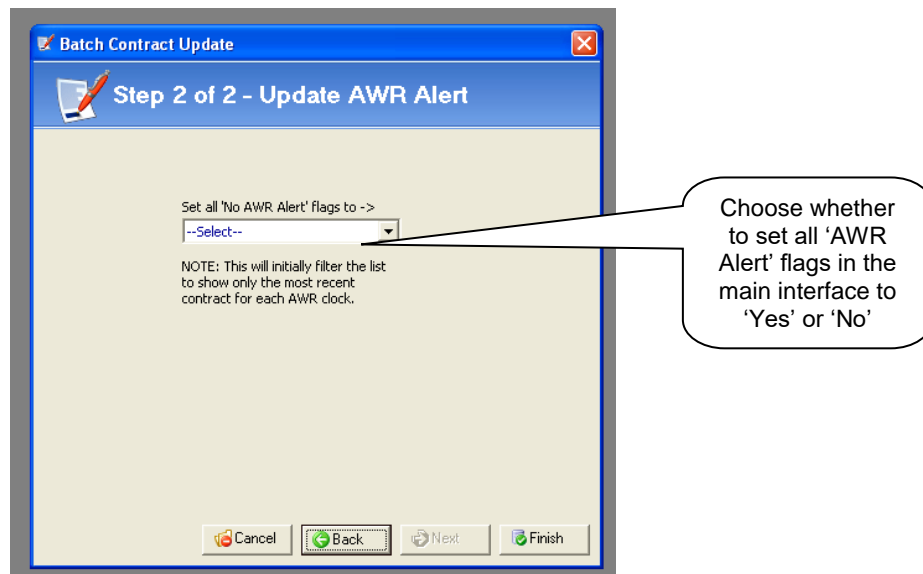 Batch Contract Update
Step 2 of 2 - Update AWR Alert
Set all 'No AWR Alert' flags to ->
--Select--
NOTE: This will initially filter the list
to show only the most recent
contract for each AWR clock.
Cancel
Back
Next
Finish
Choose whether
to set all ‘AWR
Alert’ flags in the
main interface to
‘Yes’ or ‘No’